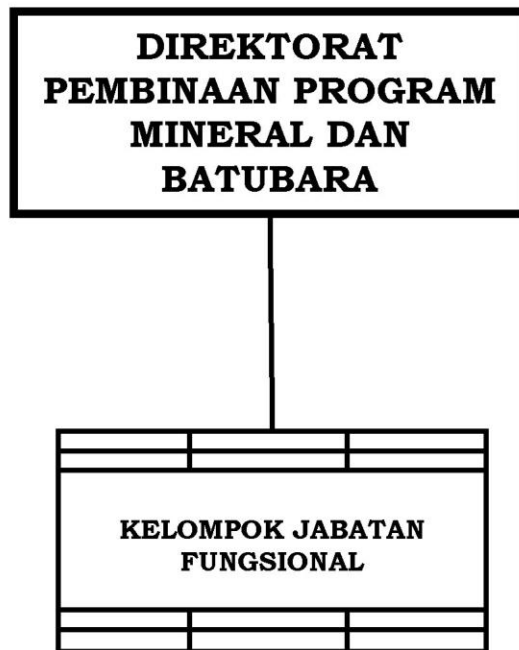 DIREKTORAT
PEMBINAAN PROGRAM
MINERAL DAN
BATUBARA
KELOMPOK JABATAN
FUNGSIONAL